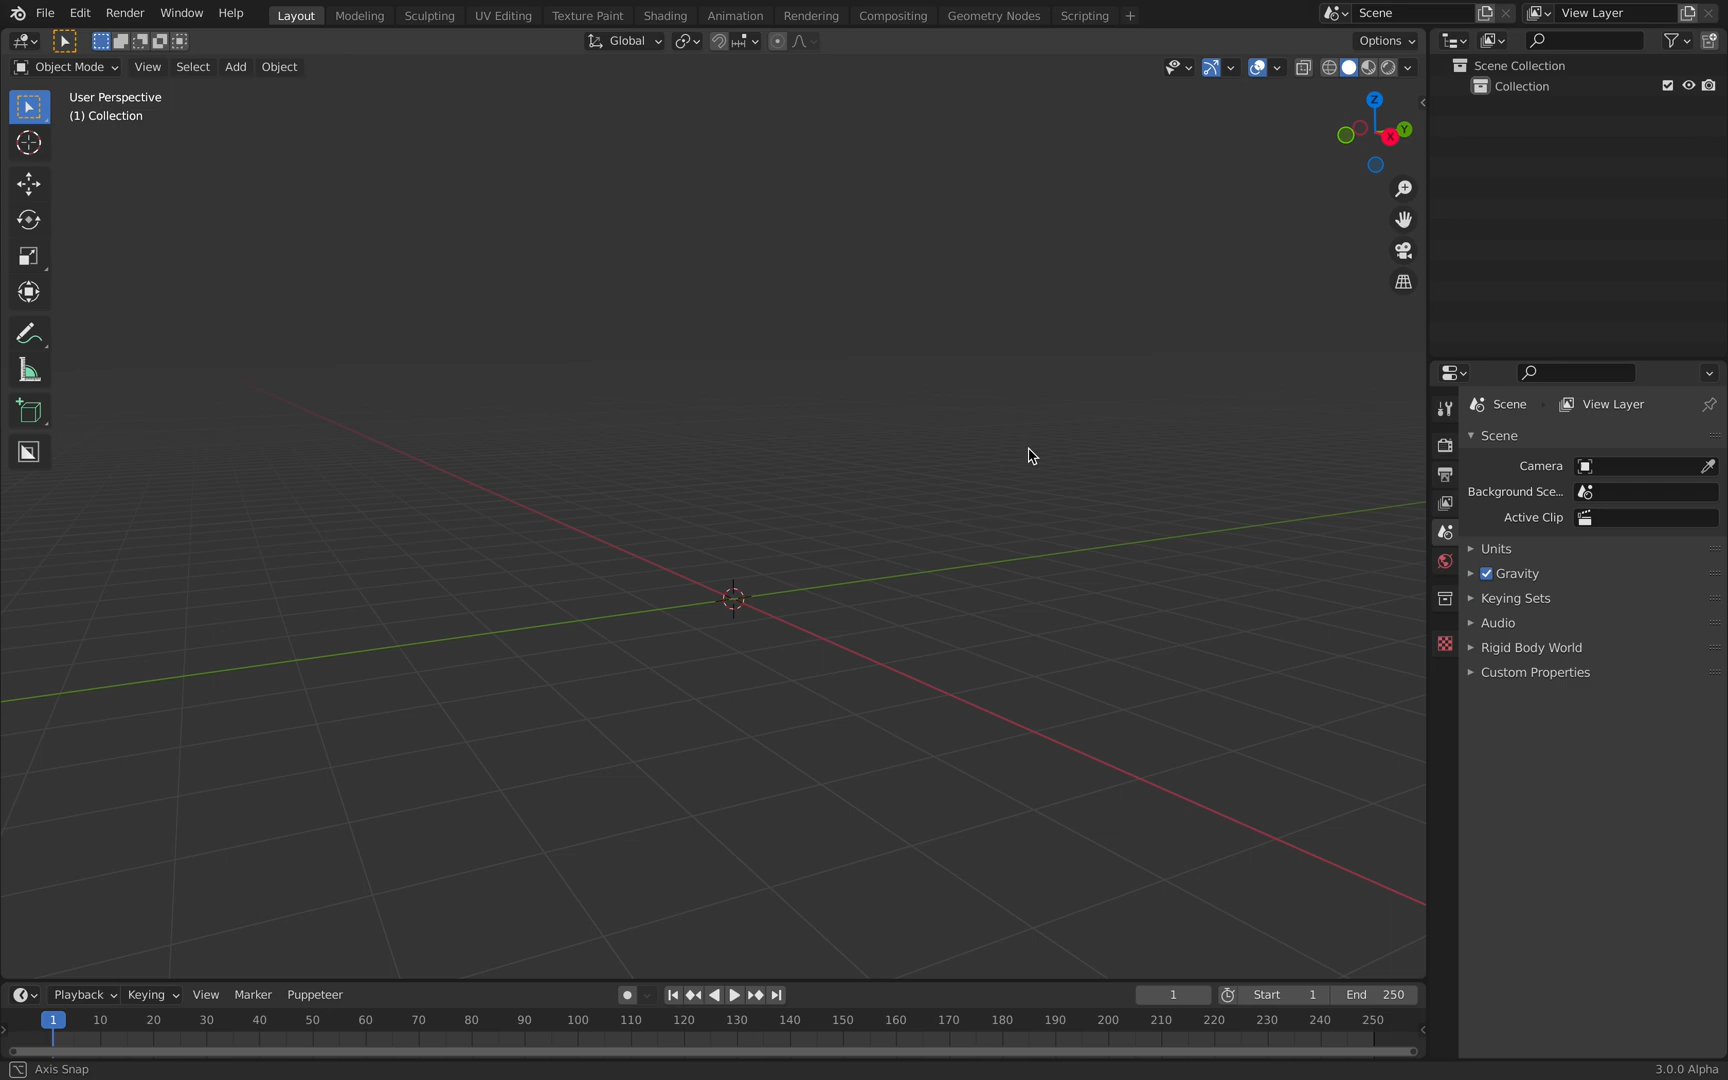 File Edit Render Window Help Layout Modeling Sculpting UV Editing Texture Paint Shading Animation Rendering Compositing Geometry Nodes Scripting + Scene View Layer
Global Options
Object Mode View Select Add Object
User Perspective
(1) Collection
Z
Y
X
Scene Collection
Collection
Scene View Layer
Scene
Camera
Background Sce...
Active Clip
Units
Gravity
Keying Sets
Audio
Rigid Body World
Custom Properties
Playback Keying View Marker Puppeteer 1 Start 1 End 250
1 10 20 30 40 50 60 70 80 90 100 110 120 130 140 150 160 170 180 190 200 210 220 230 240 250
Axis Snap 3.0.0 Alpha